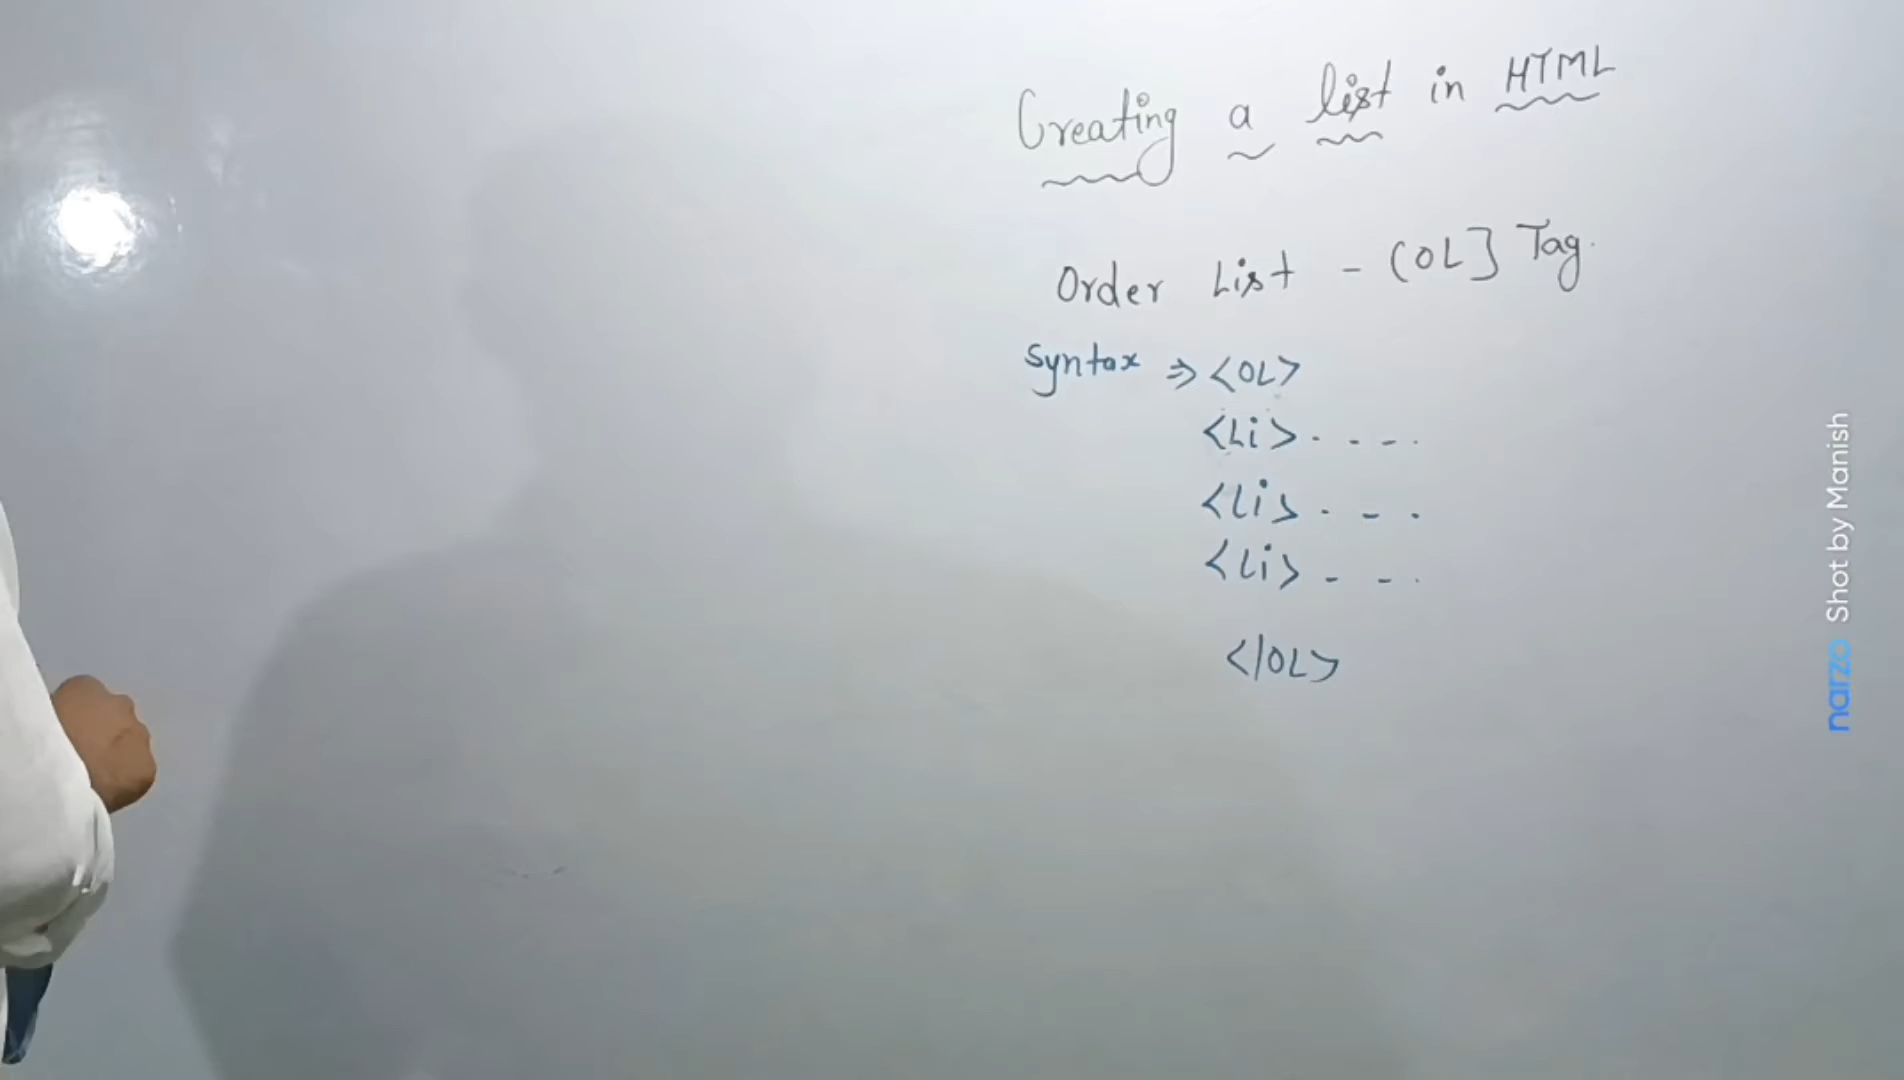 Creating a list in HTML
Order List - (OL] Tag.
Syntax ⇒ <OL>
<Li> . - - .
<Li> . - - .
<Li> - - .
</OL>
narzo Shot by Manish